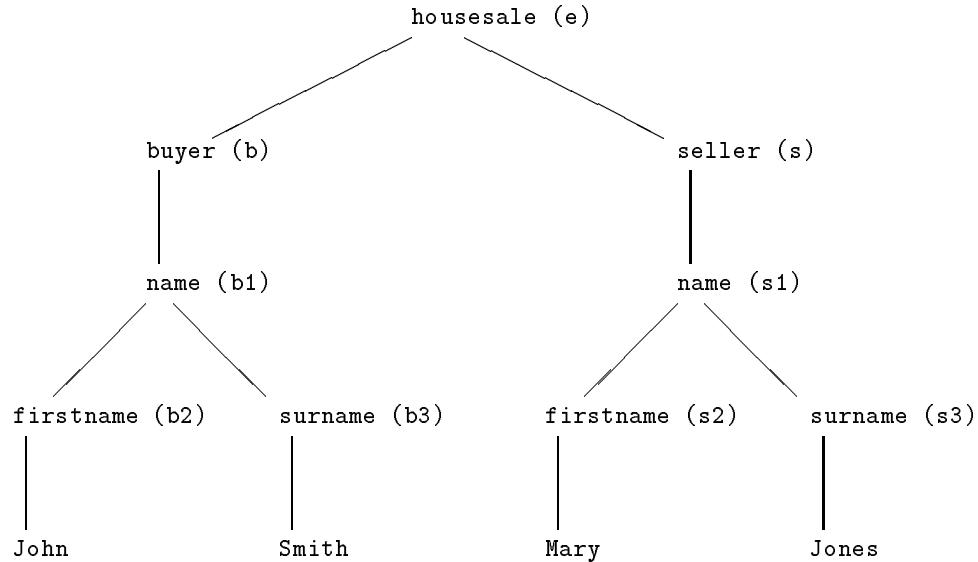 housesale (e)
buyer (b) seller (s)
name (b1) name (s1)
firstname (b2) surname (b3) firstname (s2) surname (s3)
John Smith Mary Jones